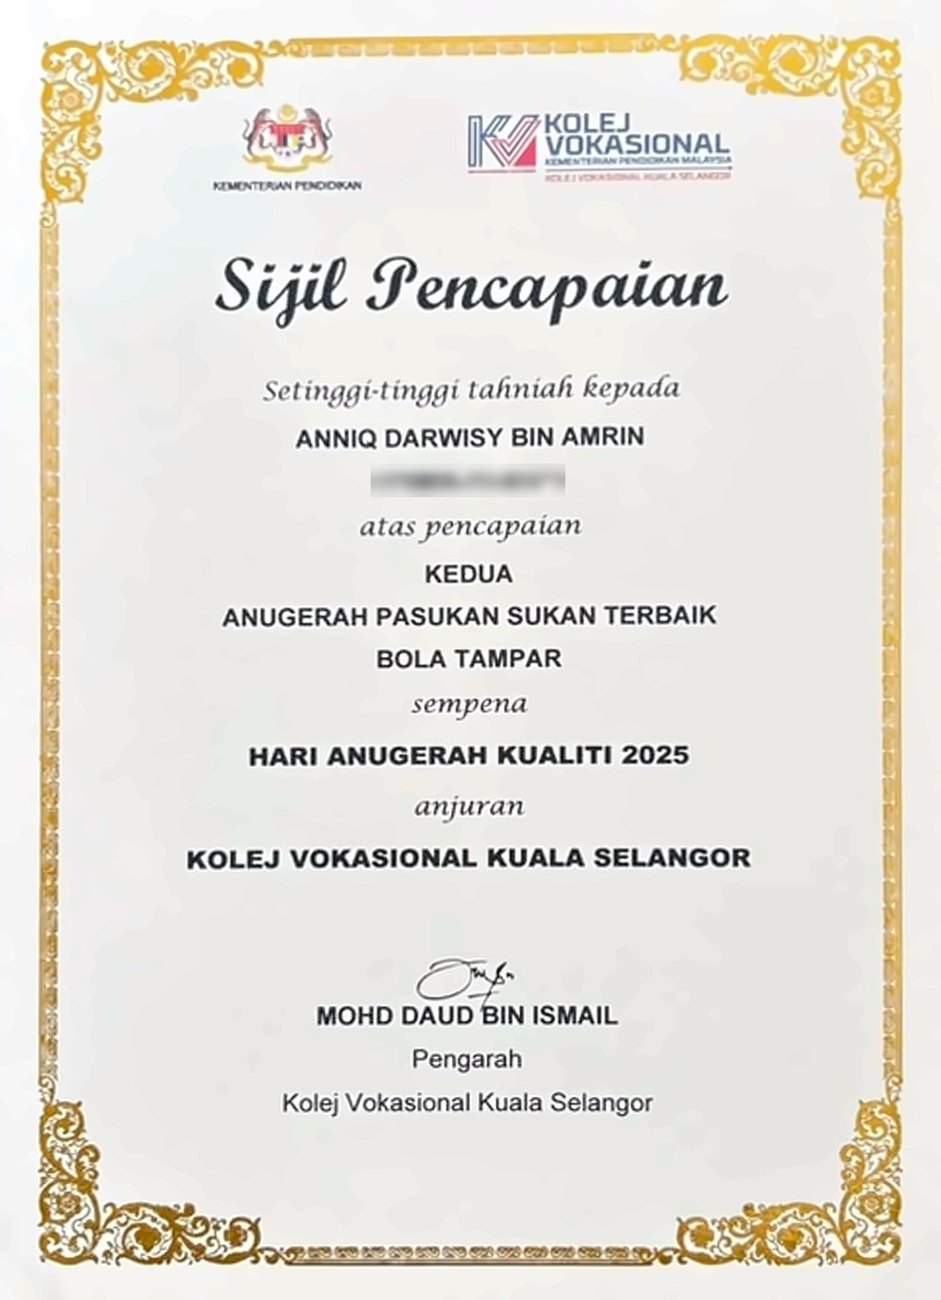 KEMENTERIAN PENDIDIKAN
KOLEJ
VOKASIONAL
KEMENTERIAN PENDIDIKAN MALAYSIA
KOLEJ VOKASIONAL KUALA SELANGOR
Sijil Pencapaian
Setinggi-tinggi tahniah kepada
ANNIQ DARWISY BIN AMRIN
atas pencapaian
KEDUA
ANUGERAH PASUKAN SUKAN TERBAIK
BOLA TAMPAR
sempena
HARI ANUGERAH KUALITI 2025
anjuran
KOLEJ VOKASIONAL KUALA SELANGOR
MOHD DAUD BIN ISMAIL
Pengarah
Kolej Vokasional Kuala Selangor